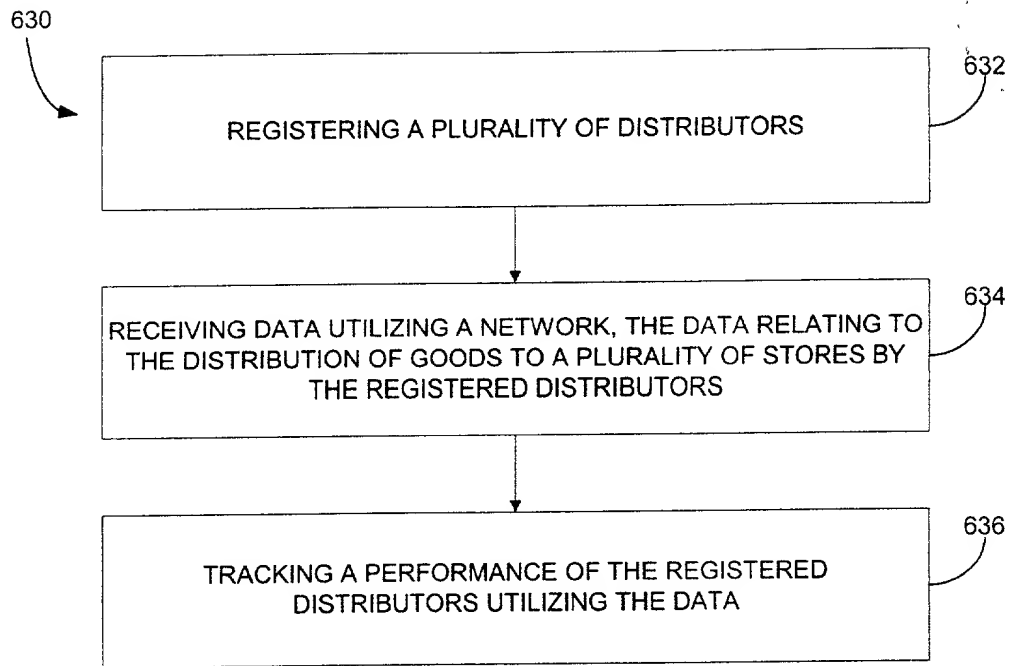 630
632
REGISTERING A PLURALITY OF DISTRIBUTORS
634
RECEIVING DATA UTILIZING A NETWORK, THE DATA RELATING TO
THE DISTRIBUTION OF GOODS TO A PLURALITY OF STORES BY
THE REGISTERED DISTRIBUTORS
636
TRACKING A PERFORMANCE OF THE REGISTERED
DISTRIBUTORS UTILIZING THE DATA